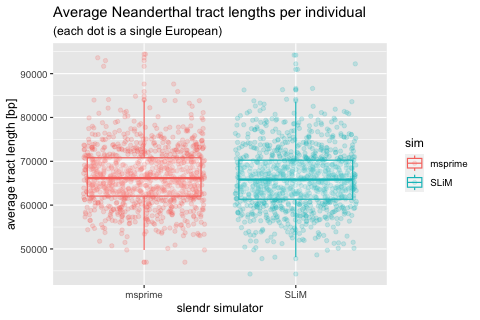 Average Neanderthal tract lengths per individual
(each dot is a single European)
average tract length [bp]
90000
80000
70000
60000
50000
msprime
SLiM
slendr simulator
sim
msprime
SLiM